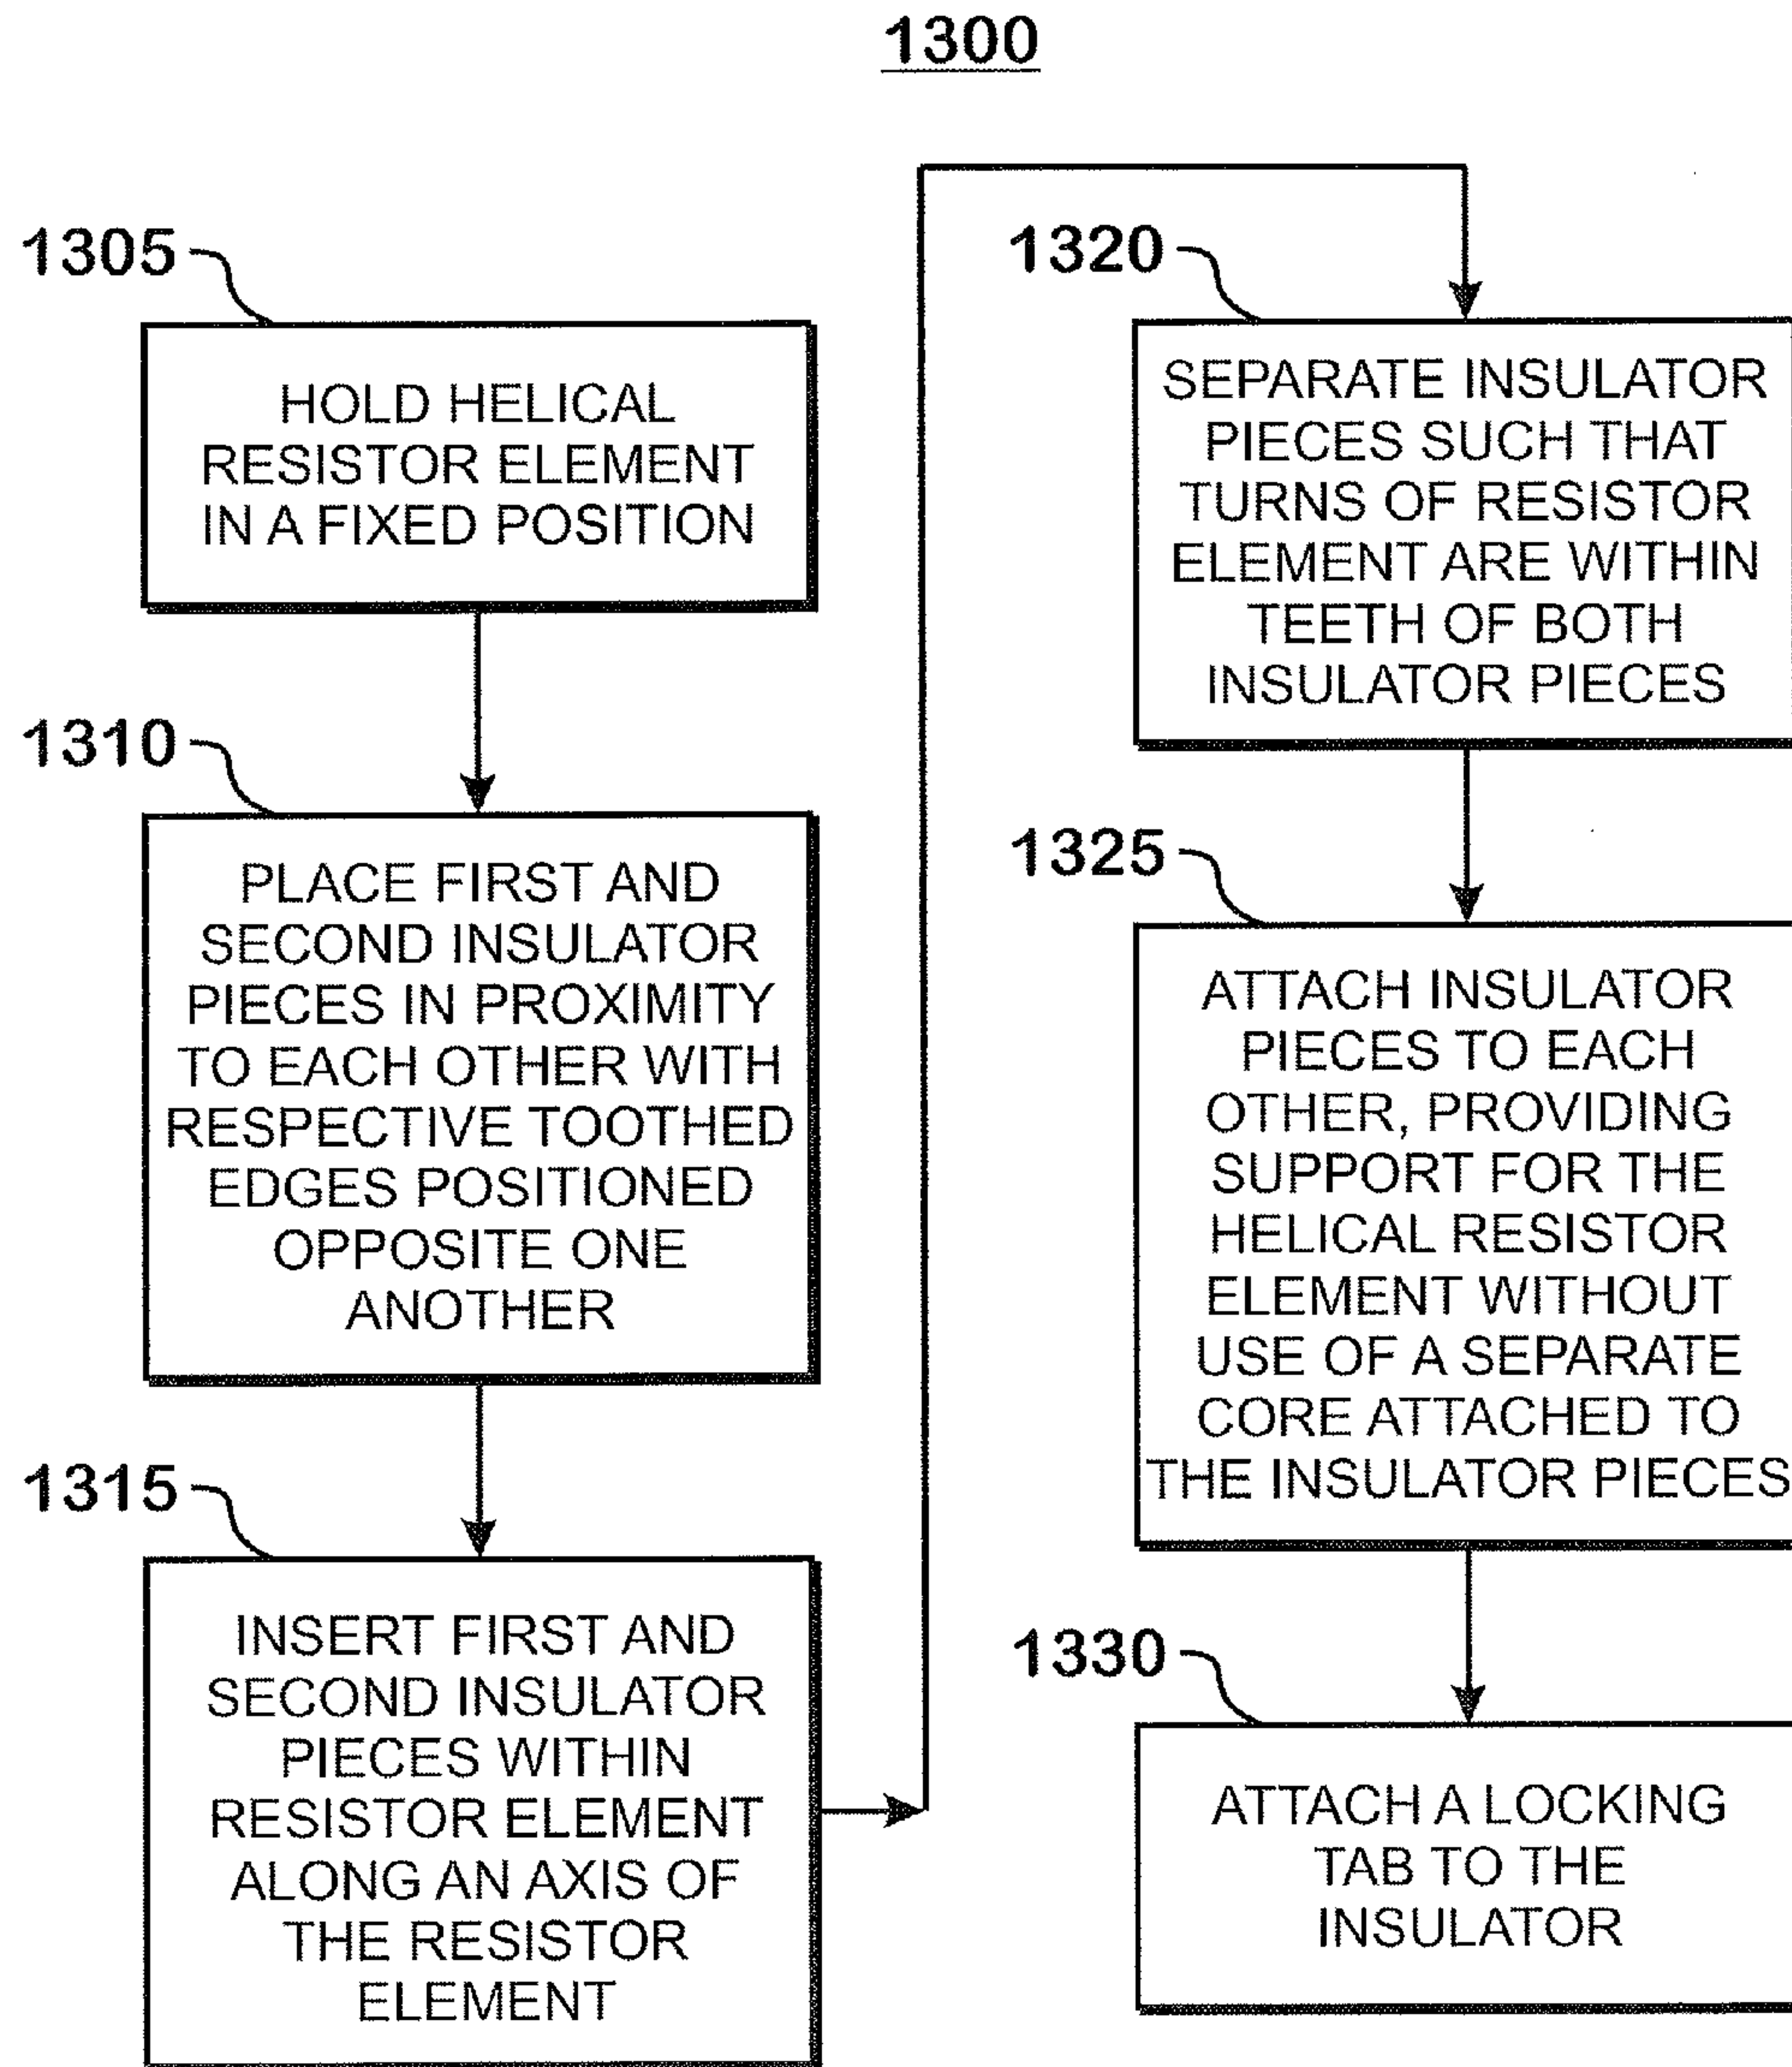 1300
1305
HOLD HELICAL
RESISTOR ELEMENT
IN A FIXED POSITION
1310
PLACE FIRST AND
SECOND INSULATOR
PIECES IN PROXIMITY
TO EACH OTHER WITH
RESPECTIVE TOOTHED
EDGES POSITIONED
OPPOSITE ONE
ANOTHER
1315
INSERT FIRST AND
SECOND INSULATOR
PIECES WITHIN
RESISTOR ELEMENT
ALONG AN AXIS OF
THE RESISTOR
ELEMENT
1320
SEPARATE INSULATOR
PIECES SUCH THAT
TURNS OF RESISTOR
ELEMENT ARE WITHIN
TEETH OF BOTH
INSULATOR PIECES
1325
ATTACH INSULATOR
PIECES TO EACH
OTHER, PROVIDING
SUPPORT FOR THE
HELICAL RESISTOR
ELEMENT WITHOUT
USE OF A SEPARATE
CORE ATTACHED TO
THE INSULATOR PIECES
1330
ATTACH A LOCKING
TAB TO THE
INSULATOR